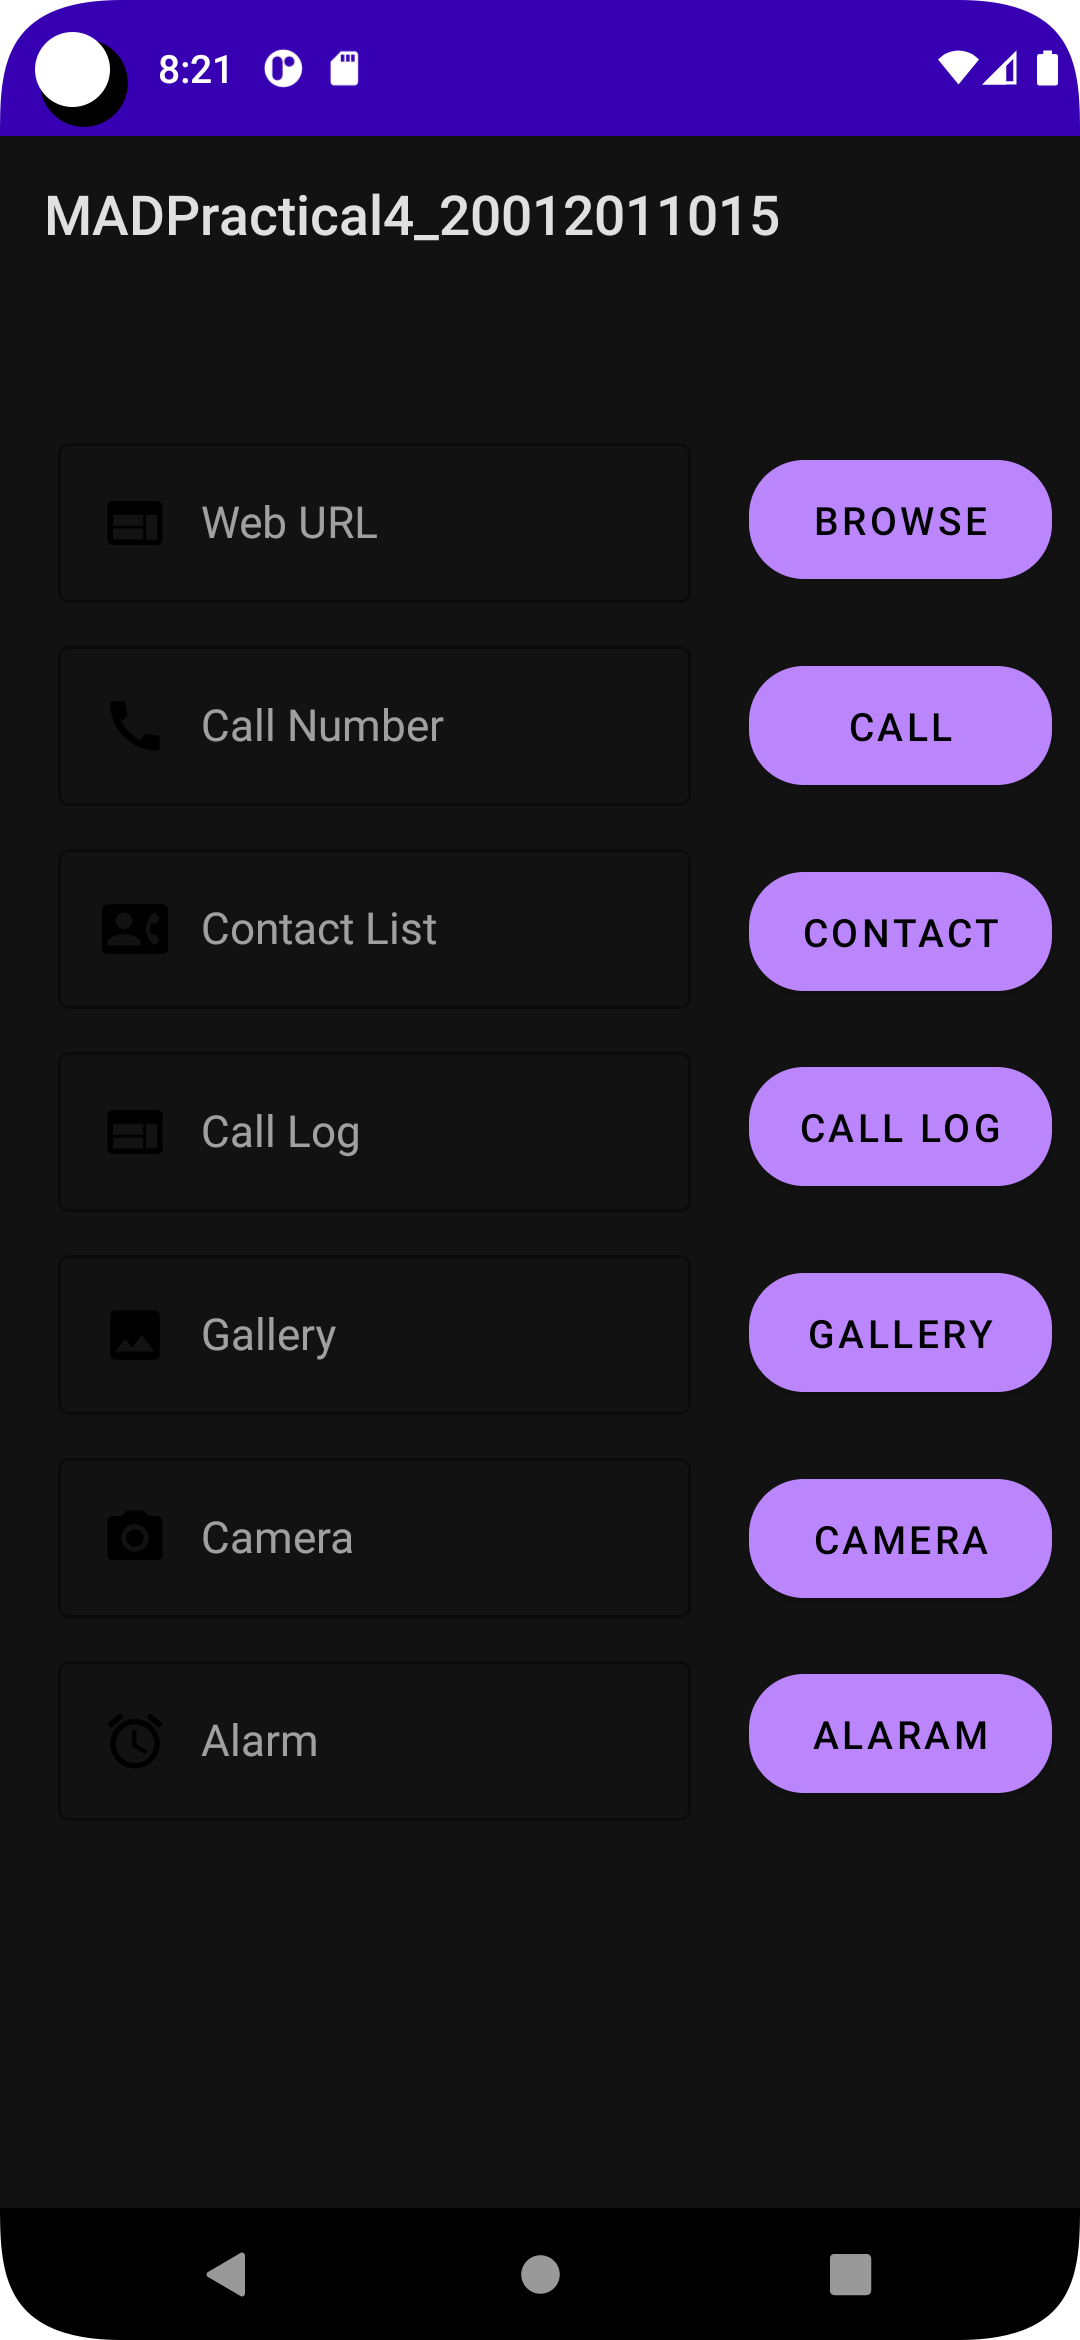 8:21
MADPractical4_20012011015
Web URL
BROWSE
Call Number
CALL
Contact List
CONTACT
Call Log
CALL LOG
Gallery
GALLERY
Camera
CAMERA
Alarm
ALARAM